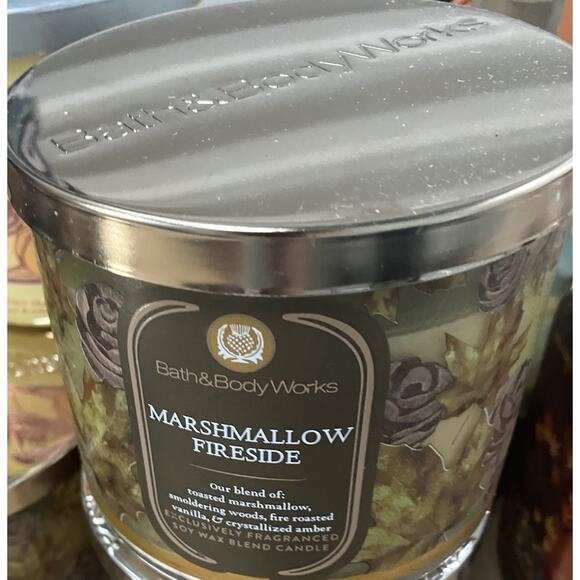 Bath&BodyWorks
Bath&BodyWorks
MARSHMALLOW
FIRESIDE
Our blend of:
toasted marshmallow,
smoldering woods, fire roasted
vanilla, & crystallized amber
EXCLUSIVELY FRAGRANCED
SOY WAX BLEND CANDLE